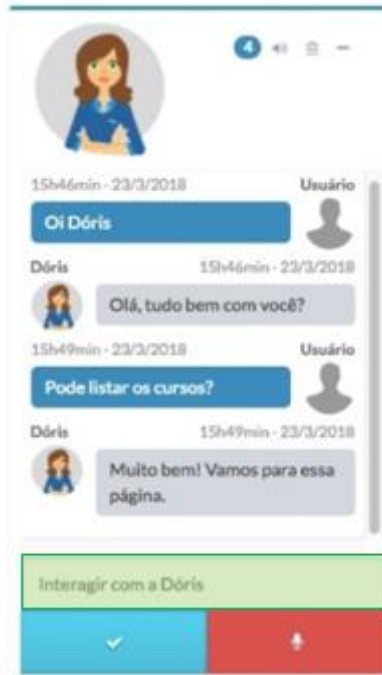 4
15h46min - 23/3/2018 Usuário
Oi Dóris
Dóris 15h46min - 23/3/2018
Olá, tudo bem com você?
15h49min - 23/3/2018 Usuário
Pode listar os cursos?
Dóris 15h49min - 23/3/2018
Muito bem! Vamos para essa
página.
Interagir com a Dóris